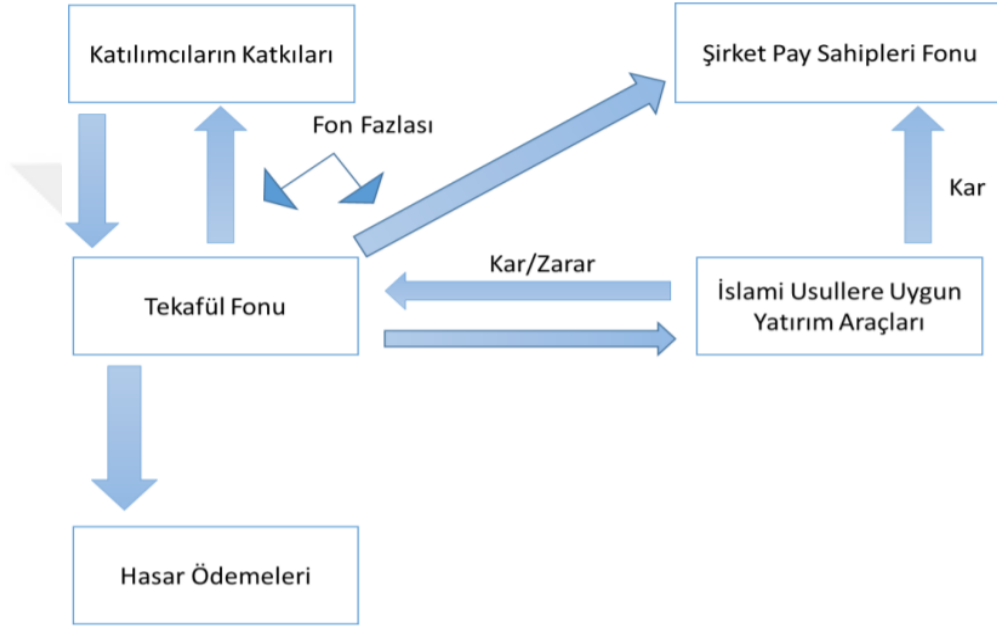 Katılımcıların Katkıları
Şirket Pay Sahipleri Fonu
Fon Fazlası
Kar
Kar/Zarar
Tekafül Fonu
İslami Usullere Uygun
Yatırım Araçları
Hasar Ödemeleri